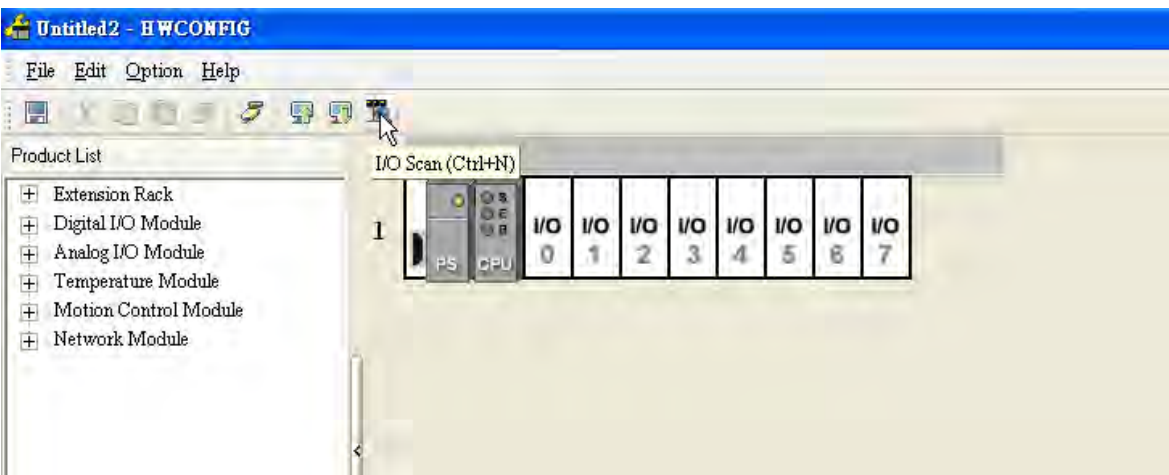 Untitled2 - HWCONFIG
File Edit Option Help
Product List
I/O Scan (Ctrl+N)
+ Extension Rack
+ Digital I/O Module
+ Analog I/O Module
+ Temperature Module
+ Motion Control Module
+ Network Module
1
PS CPU
S
E
B
I/O I/O I/O I/O I/O I/O I/O I/O
0 1 2 3 4 5 6 7